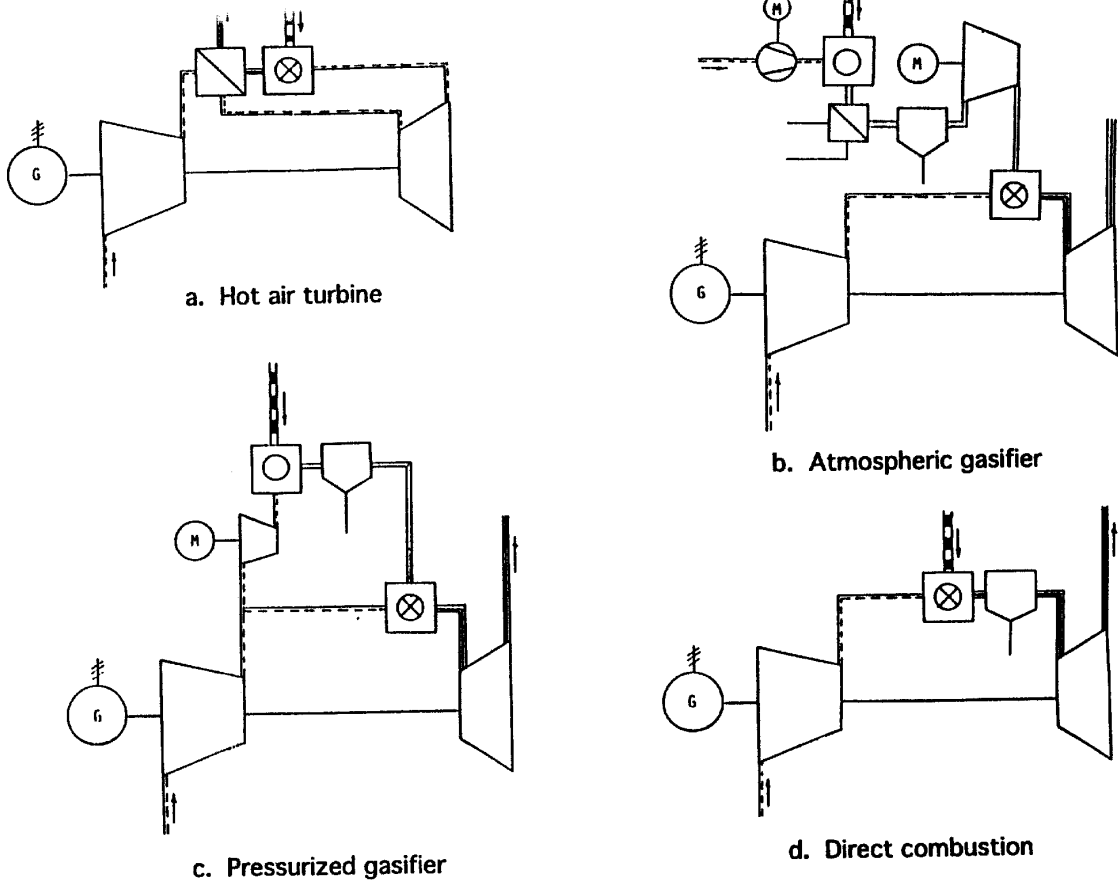 G
a. Hot air turbine
M
M
G
b. Atmospheric gasifier
M
G
c. Pressurized gasifier
G
d. Direct combustion